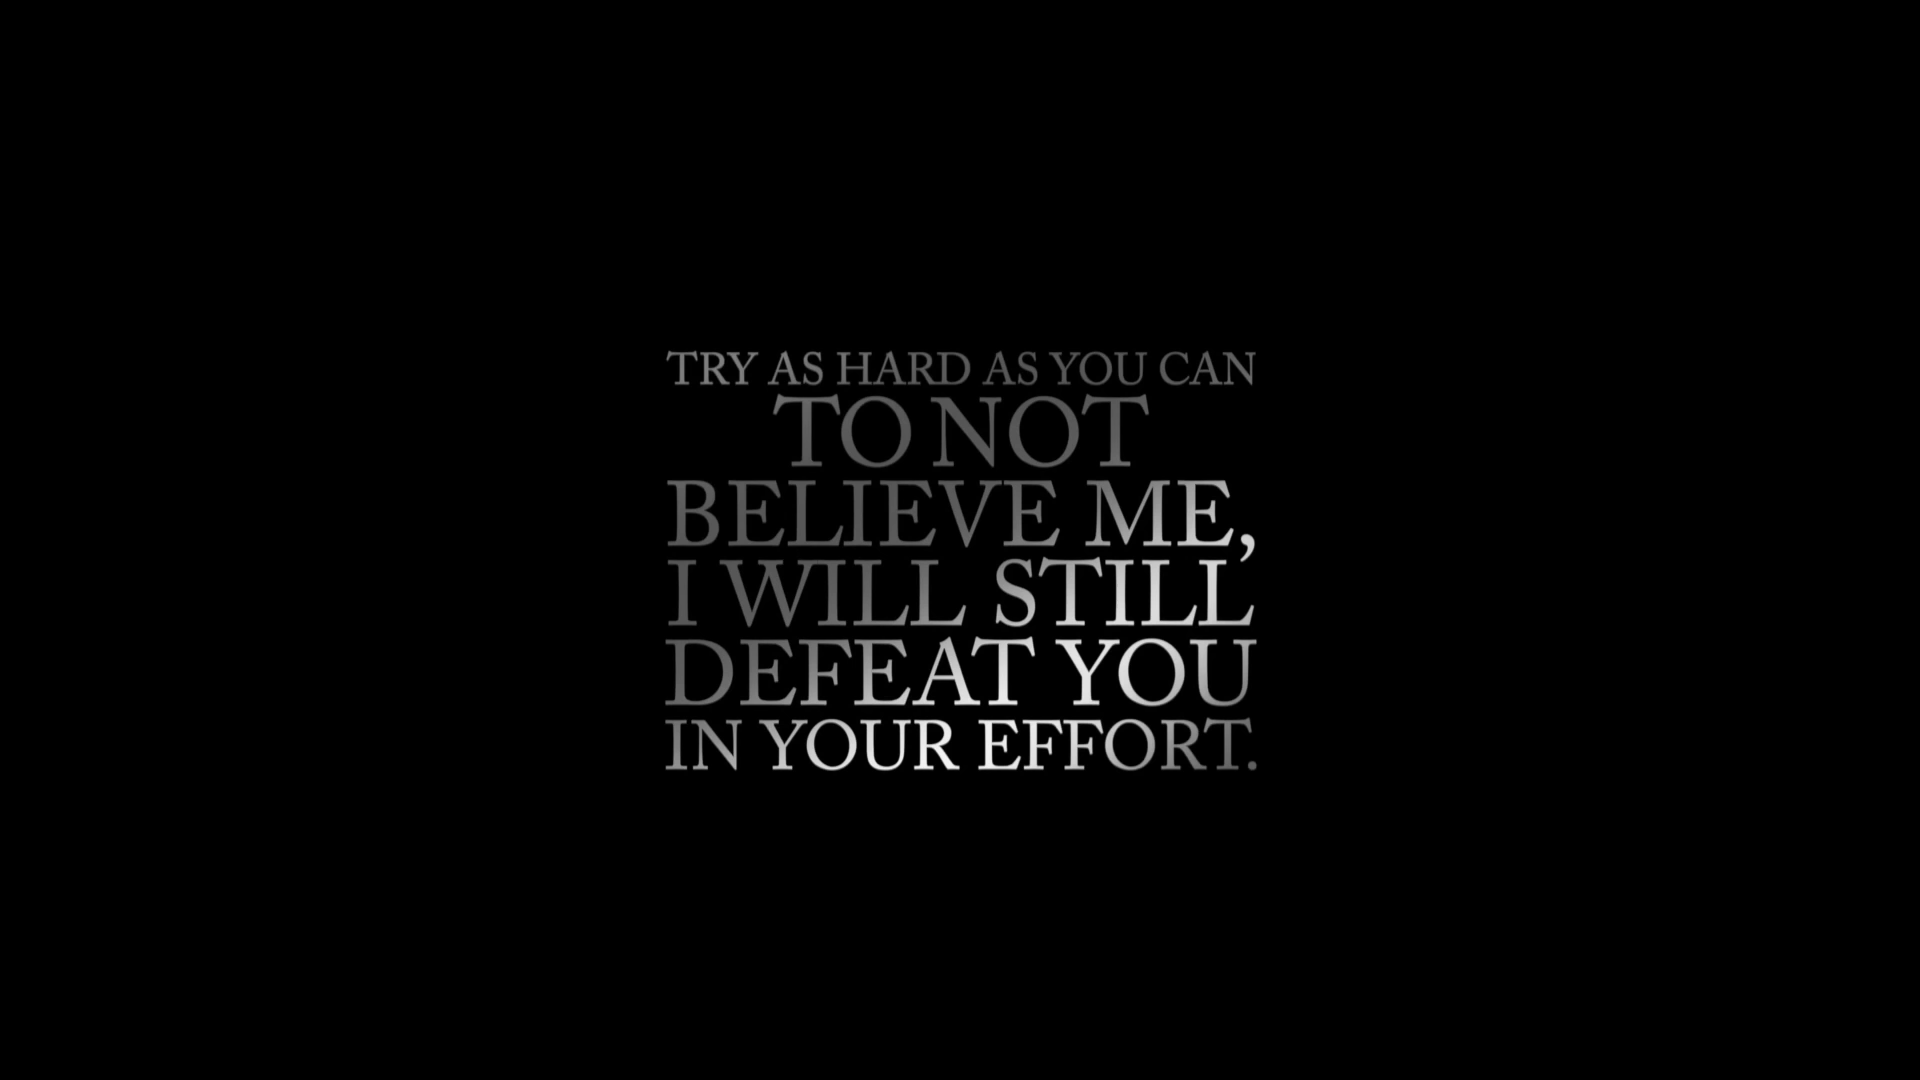 TRY AS HARD AS YOU CAN
TO NOT
BELIEVE ME,
I WILL STILL
DEFEAT YOU
IN YOUR EFFORT.